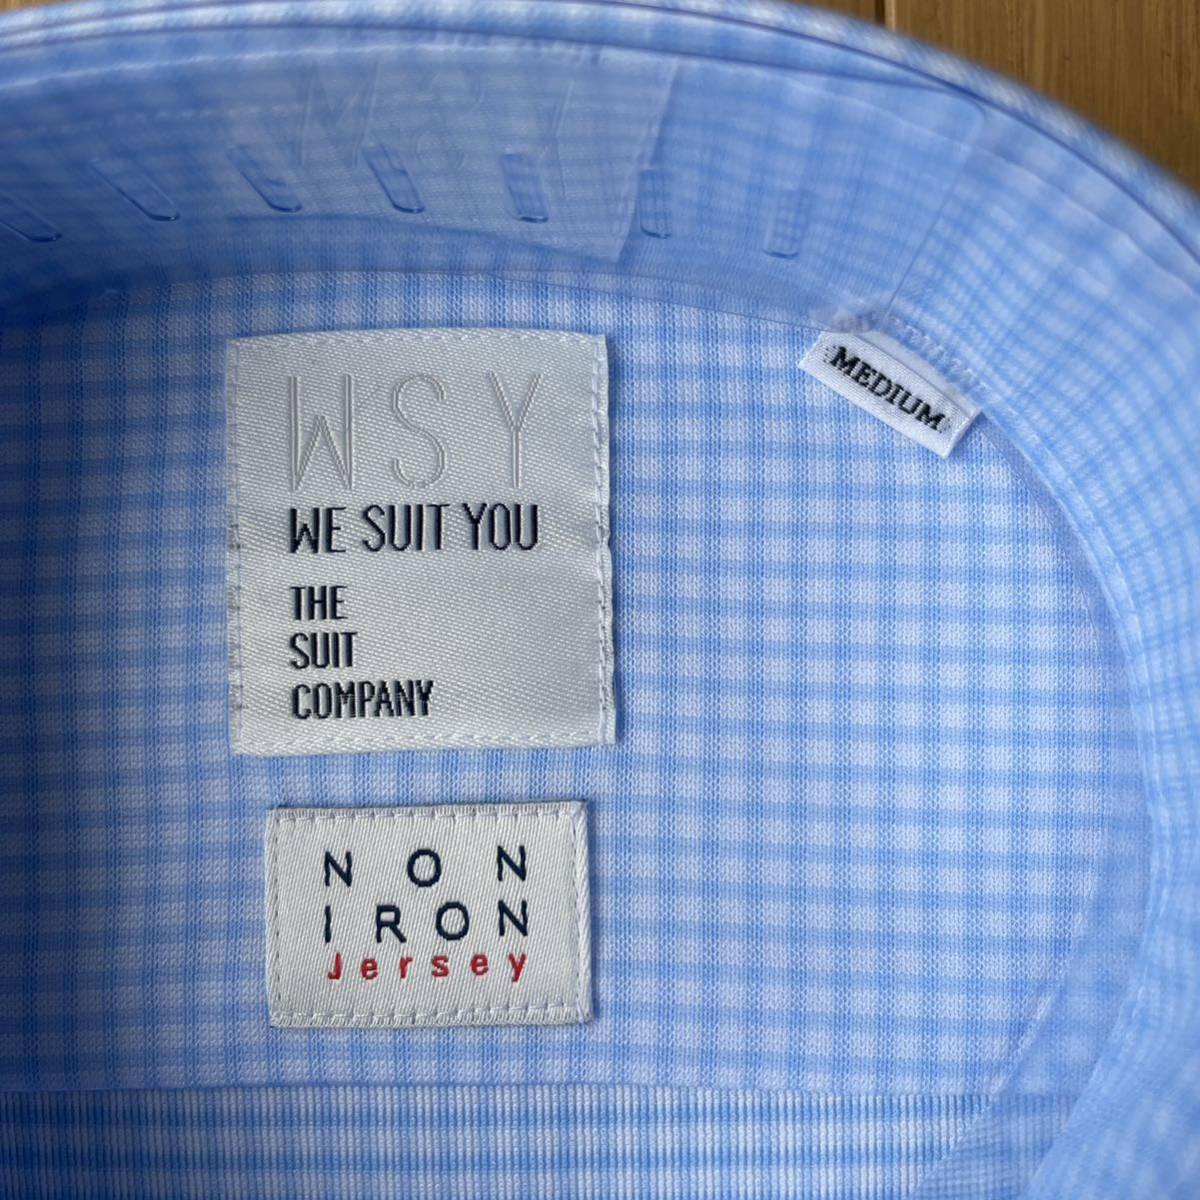 WSY
WE SUIT YOU
THE
SUIT
COMPANY
MEDIUM
NON
IRON
Jersey